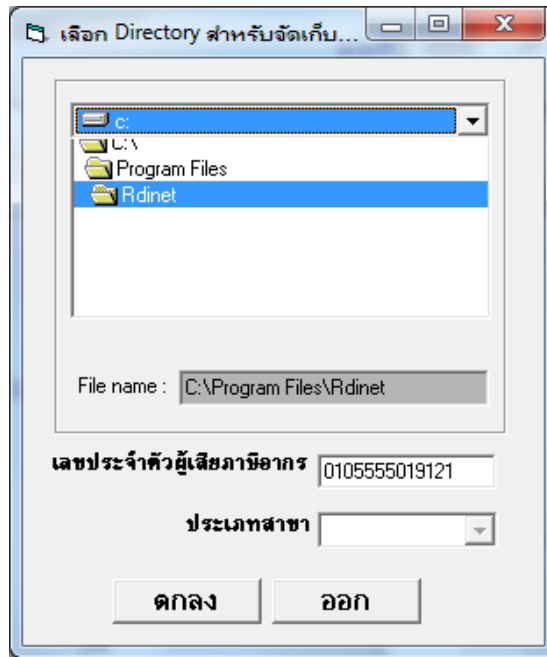 เลือก Directory สำหรับจัดเก็บ...
c:
C:\
Program Files
Rdinet
File name : C:\Program Files\Rdinet
เลขประจำตัวผู้เสียภาษีอากร 0105555019121
ประเภทสาขา
ตกลง ออก